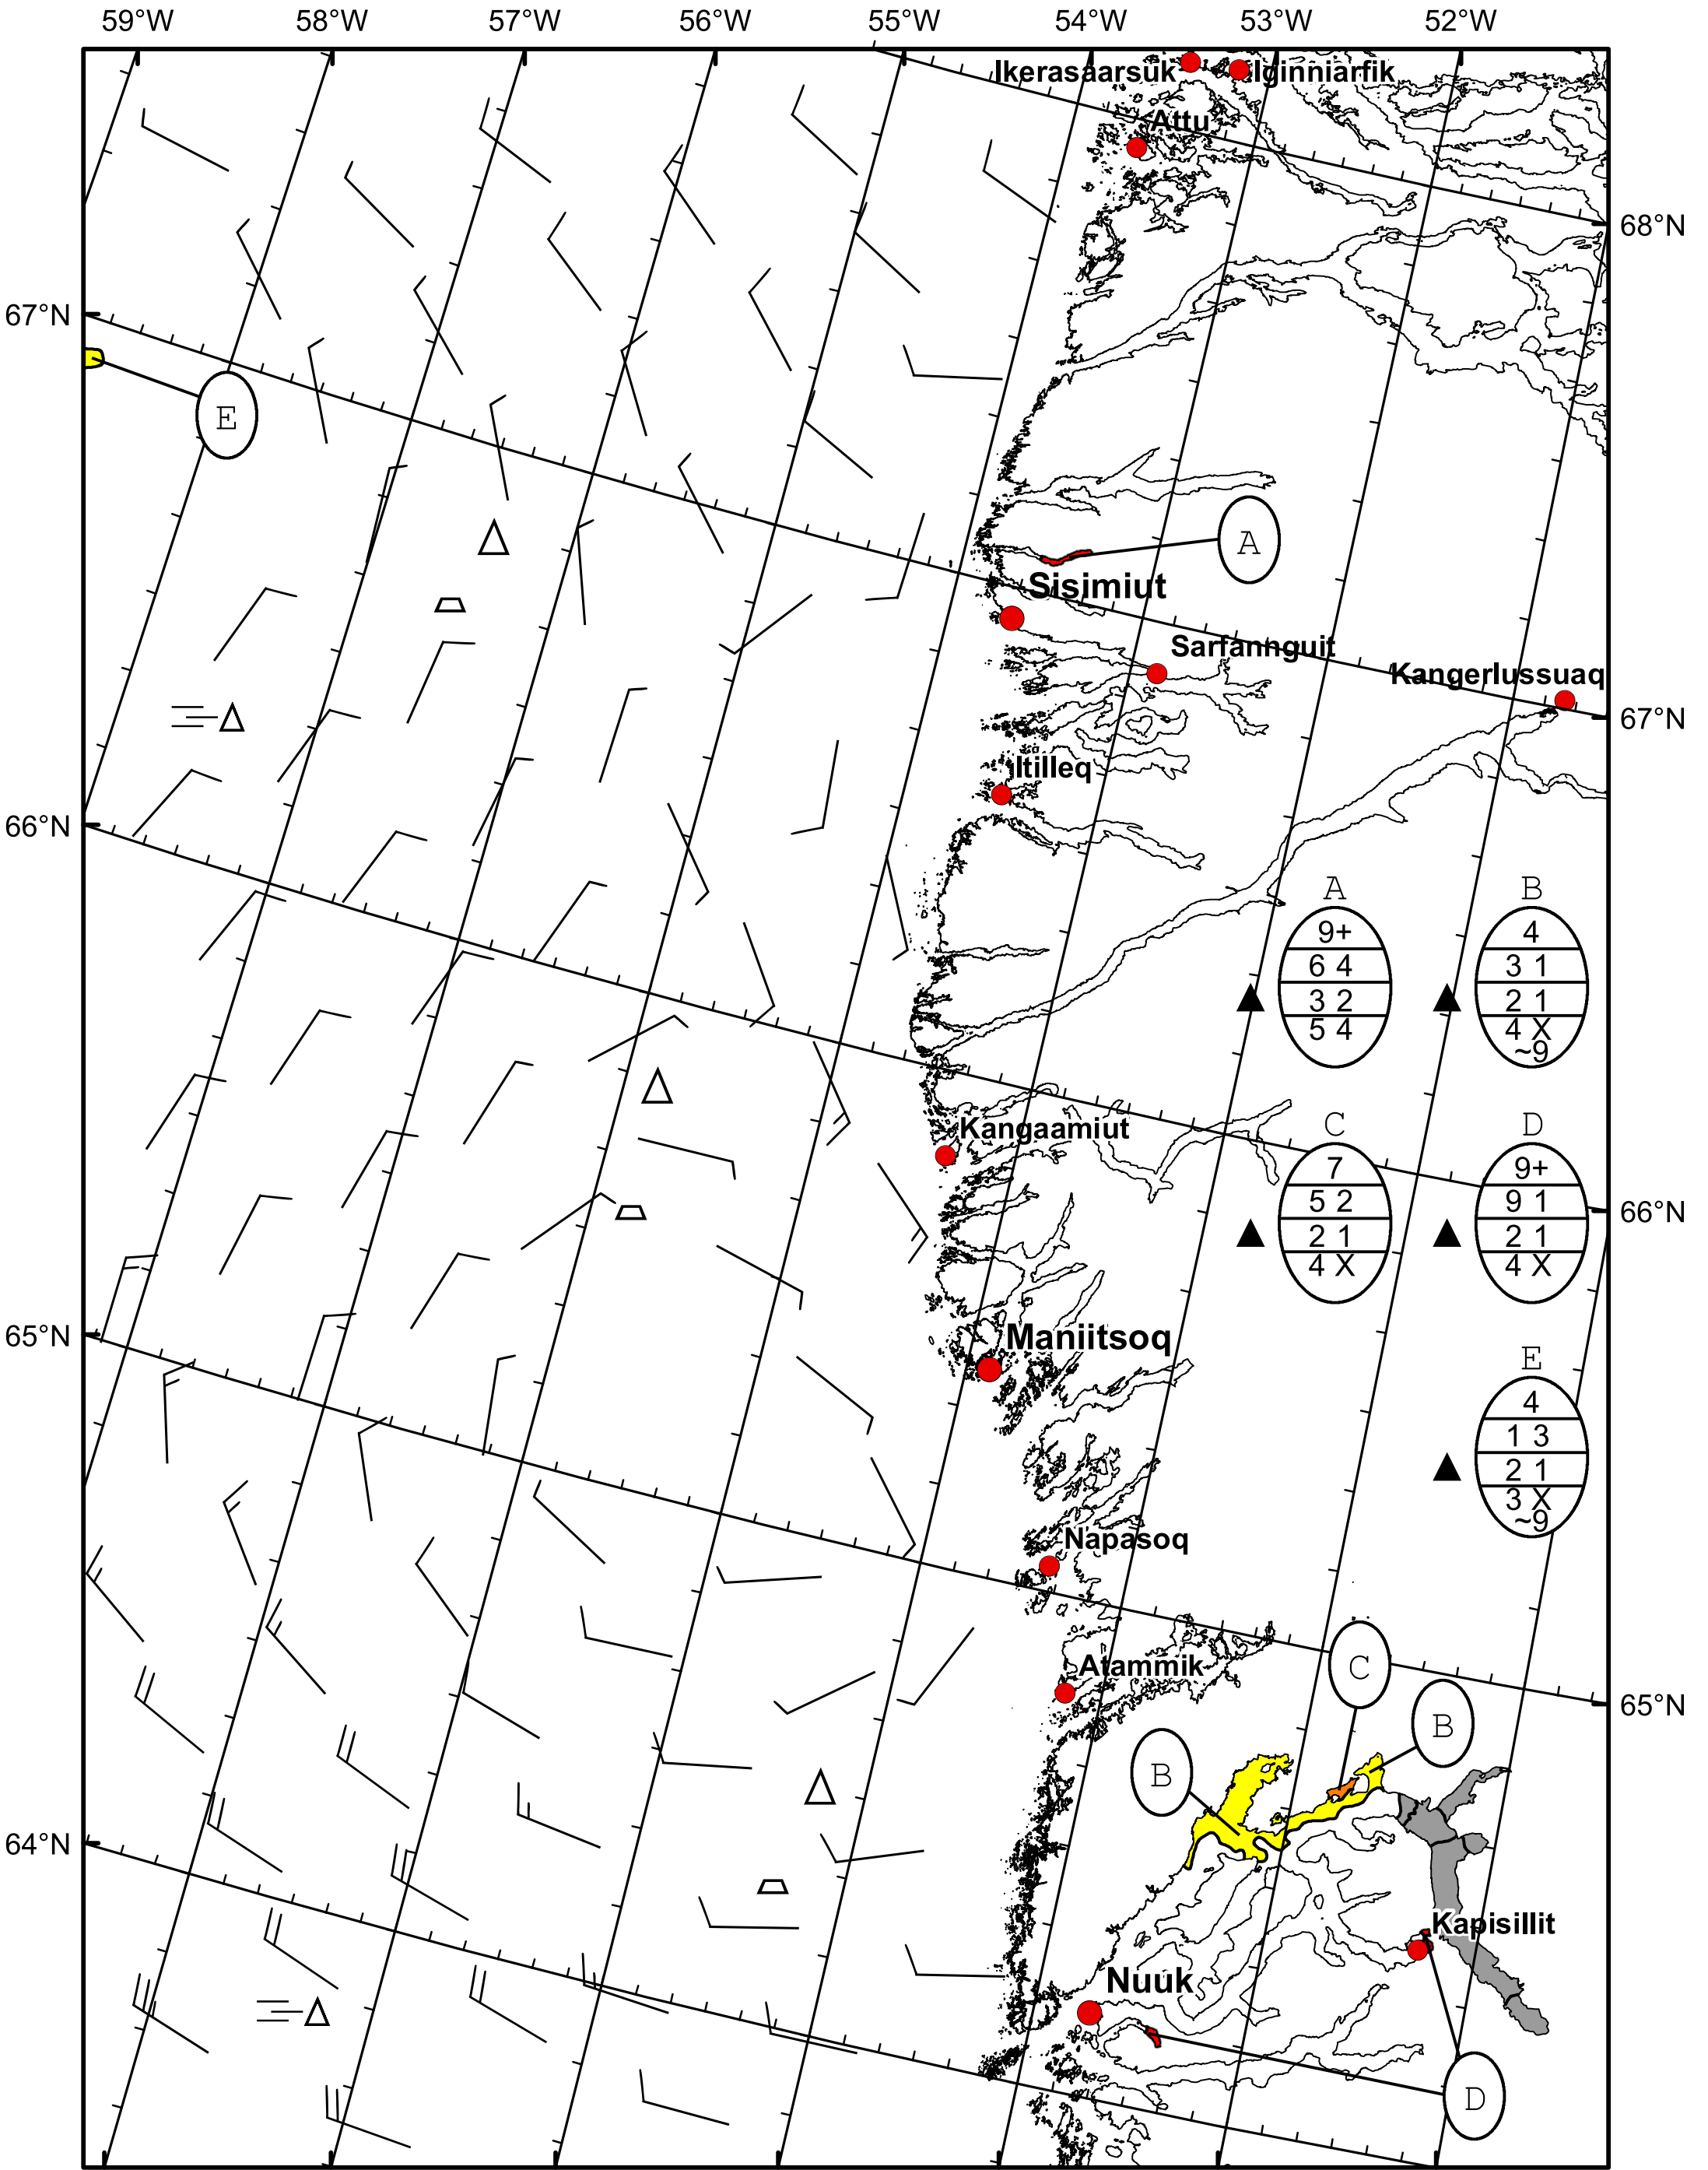 59°W 58°W 57°W 56°W 55°W 54°W 53°W 52°W
Ikerasaarsuk Iginniarfik
Attu
68°N
67°N
E
A
Sisimiut
Sarfannguit
Kangerlussuaq
67°N
Itilleq
66°N
A B
9+ 4
6 4 3 1
3 2 2 1
5 4 4 X
~9
Kangaamiut
C D
7 9+
5 2 9 1
2 1 2 1
4 X 4 X
66°N
65°N
Maniitsoq
E
4
1 3
2 1
3 X
~9
Napasoq
Atammik
C
65°N
B
B
64°N
Kapisillit
Nuuk
D